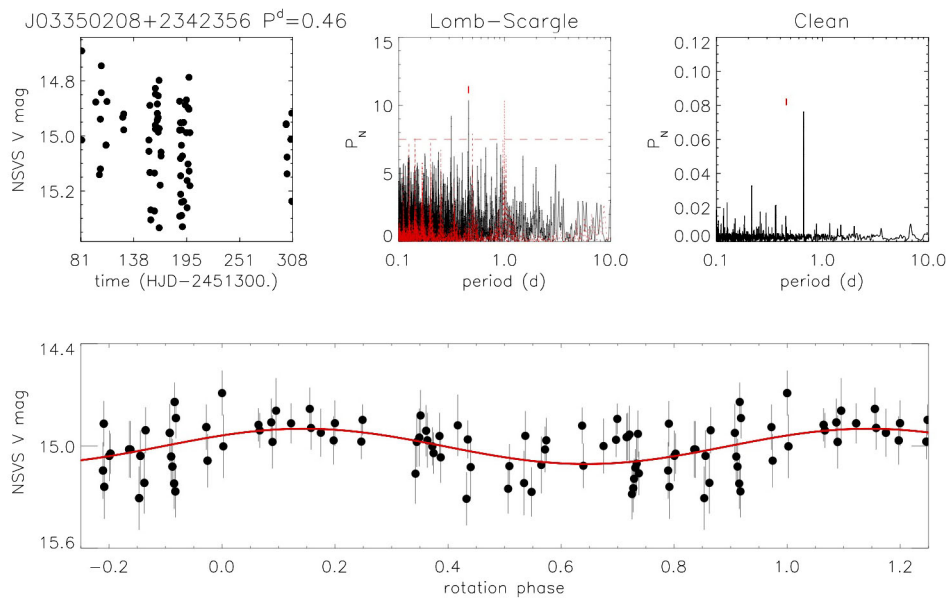 J03350208+2342356 P^d=0.46
Lomb-Scargle
Clean
NSVS V mag
14.8
15.0
15.2
81 138 195 251 308
time (HJD-2451300.)
P_N
15
10
5
0
0.1 1.0 10.0
period (d)
P_N
0.12
0.10
0.08
0.06
0.04
0.02
0.00
0.1 1.0 10.0
period (d)
NSVS V mag
14.4
15.0
15.6
-0.2 0.0 0.2 0.4 0.6 0.8 1.0 1.2
rotation phase